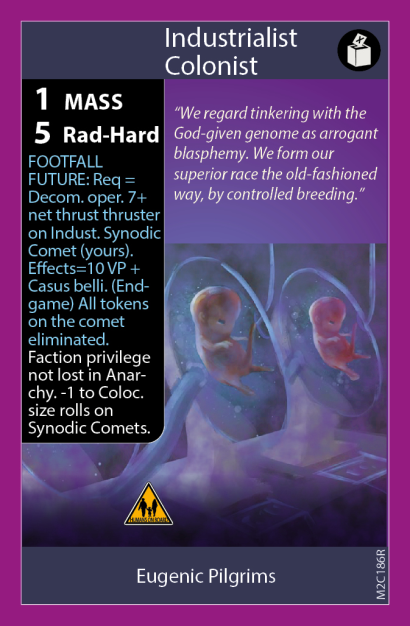 Industrialist
Colonist
1 MASS
5 Rad-Hard
FOOTFALL
FUTURE: Req =
Decom. oper. 7+
net thrust thruster
on Indust. Synodic
Comet (yours).
Effects=10 VP +
Casus belli. (End-
game) All tokens
on the comet
eliminated.
Faction privilege
not lost in Anar-
chy. -1 to Coloc.
size rolls on
Synodic Comets.
“We regard tinkering with the
God-given genome as arrogant
blasphemy. We form our
superior race the old-fashioned
way, by controlled breeding.”
HUMANS ON BOARD
Eugenic Pilgrims
M2C186R